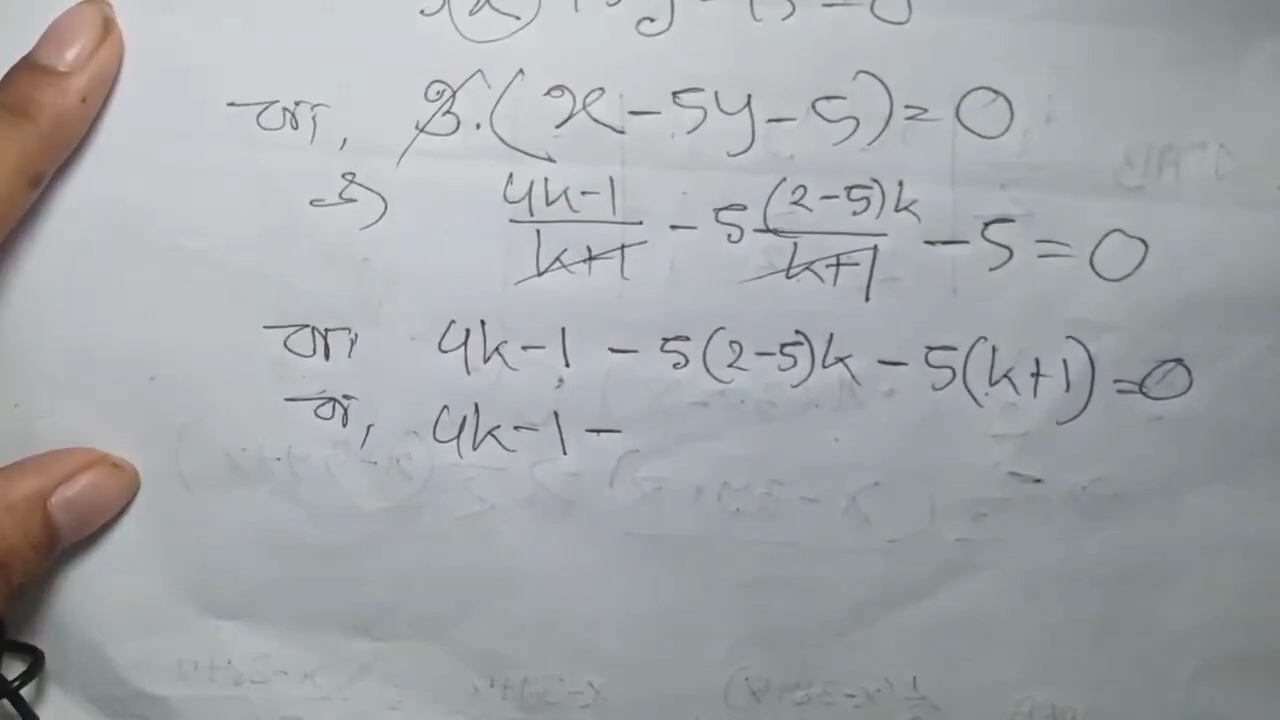 বা, 3.(x-5y-5)=0
⇒ 4k-1/k+1 - 5 (2-5)k/k+1 - 5 = 0
বা, 4k-1 - 5(2-5)k - 5(k+1) = 0
বা, 4k-1 -